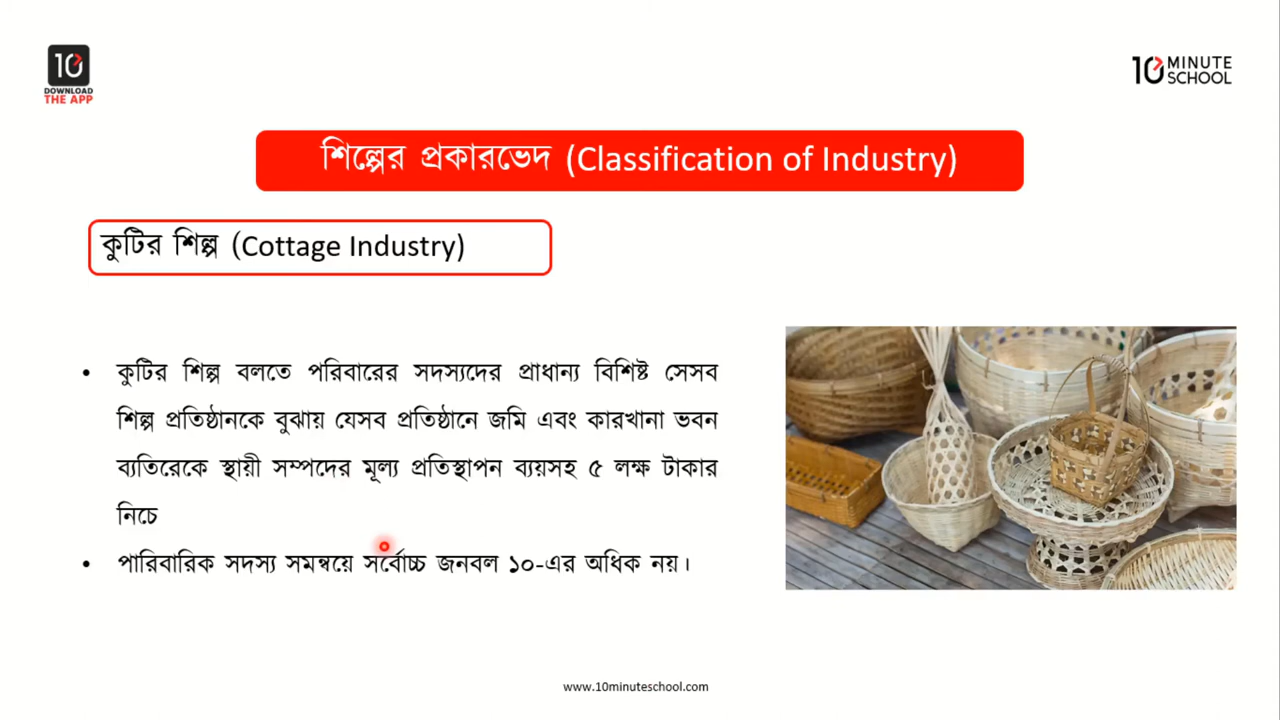 10
DOWNLOAD
THE APP
10 MINUTE
SCHOOL
শিল্পের প্রকারভেদ (Classification of Industry)
কুটির শিল্প (Cottage Industry)
• কুটির শিল্প বলতে পরিবারের সদস্যদের প্রাধান্য বিশিষ্ট সেসব
শিল্প প্রতিষ্ঠানকে বুঝায় যেসব প্রতিষ্ঠানে জমি এবং কারখানা ভবন
ব্যতিরেকে স্থায়ী সম্পদের মূল্য প্রতিস্থাপন ব্যয়সহ ৫ লক্ষ টাকার
নিচে
• পারিবারিক সদস্য সমন্বয়ে সর্বোচ্চ জনবল ১০-এর অধিক নয়।
www.10minuteschool.com